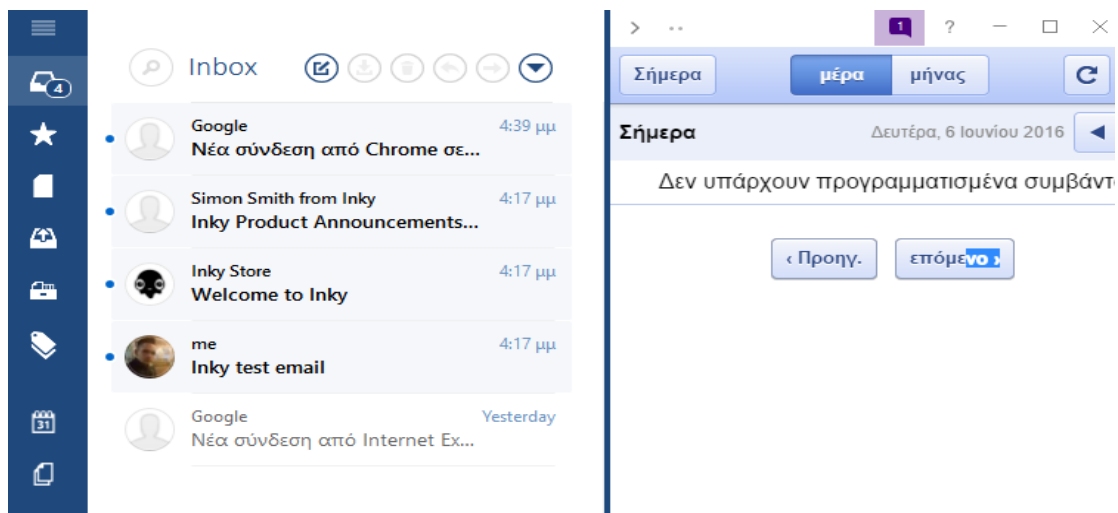 4
Inbox
Google 4:39 μμ
Νέα σύνδεση από Chrome σε...
Simon Smith from Inky 4:17 μμ
Inky Product Announcements...
Inky Store 4:17 μμ
Welcome to Inky
me 4:17 μμ
Inky test email
Google Yesterday
Νέα σύνδεση από Internet Ex...
31
1 ?
Σήμερα μέρα μήνας
Σήμερα Δευτέρα, 6 Ιουνίου 2016
Δεν υπάρχουν προγραμματισμένα συμβάντ
‹ Προηγ. επόμενο ›